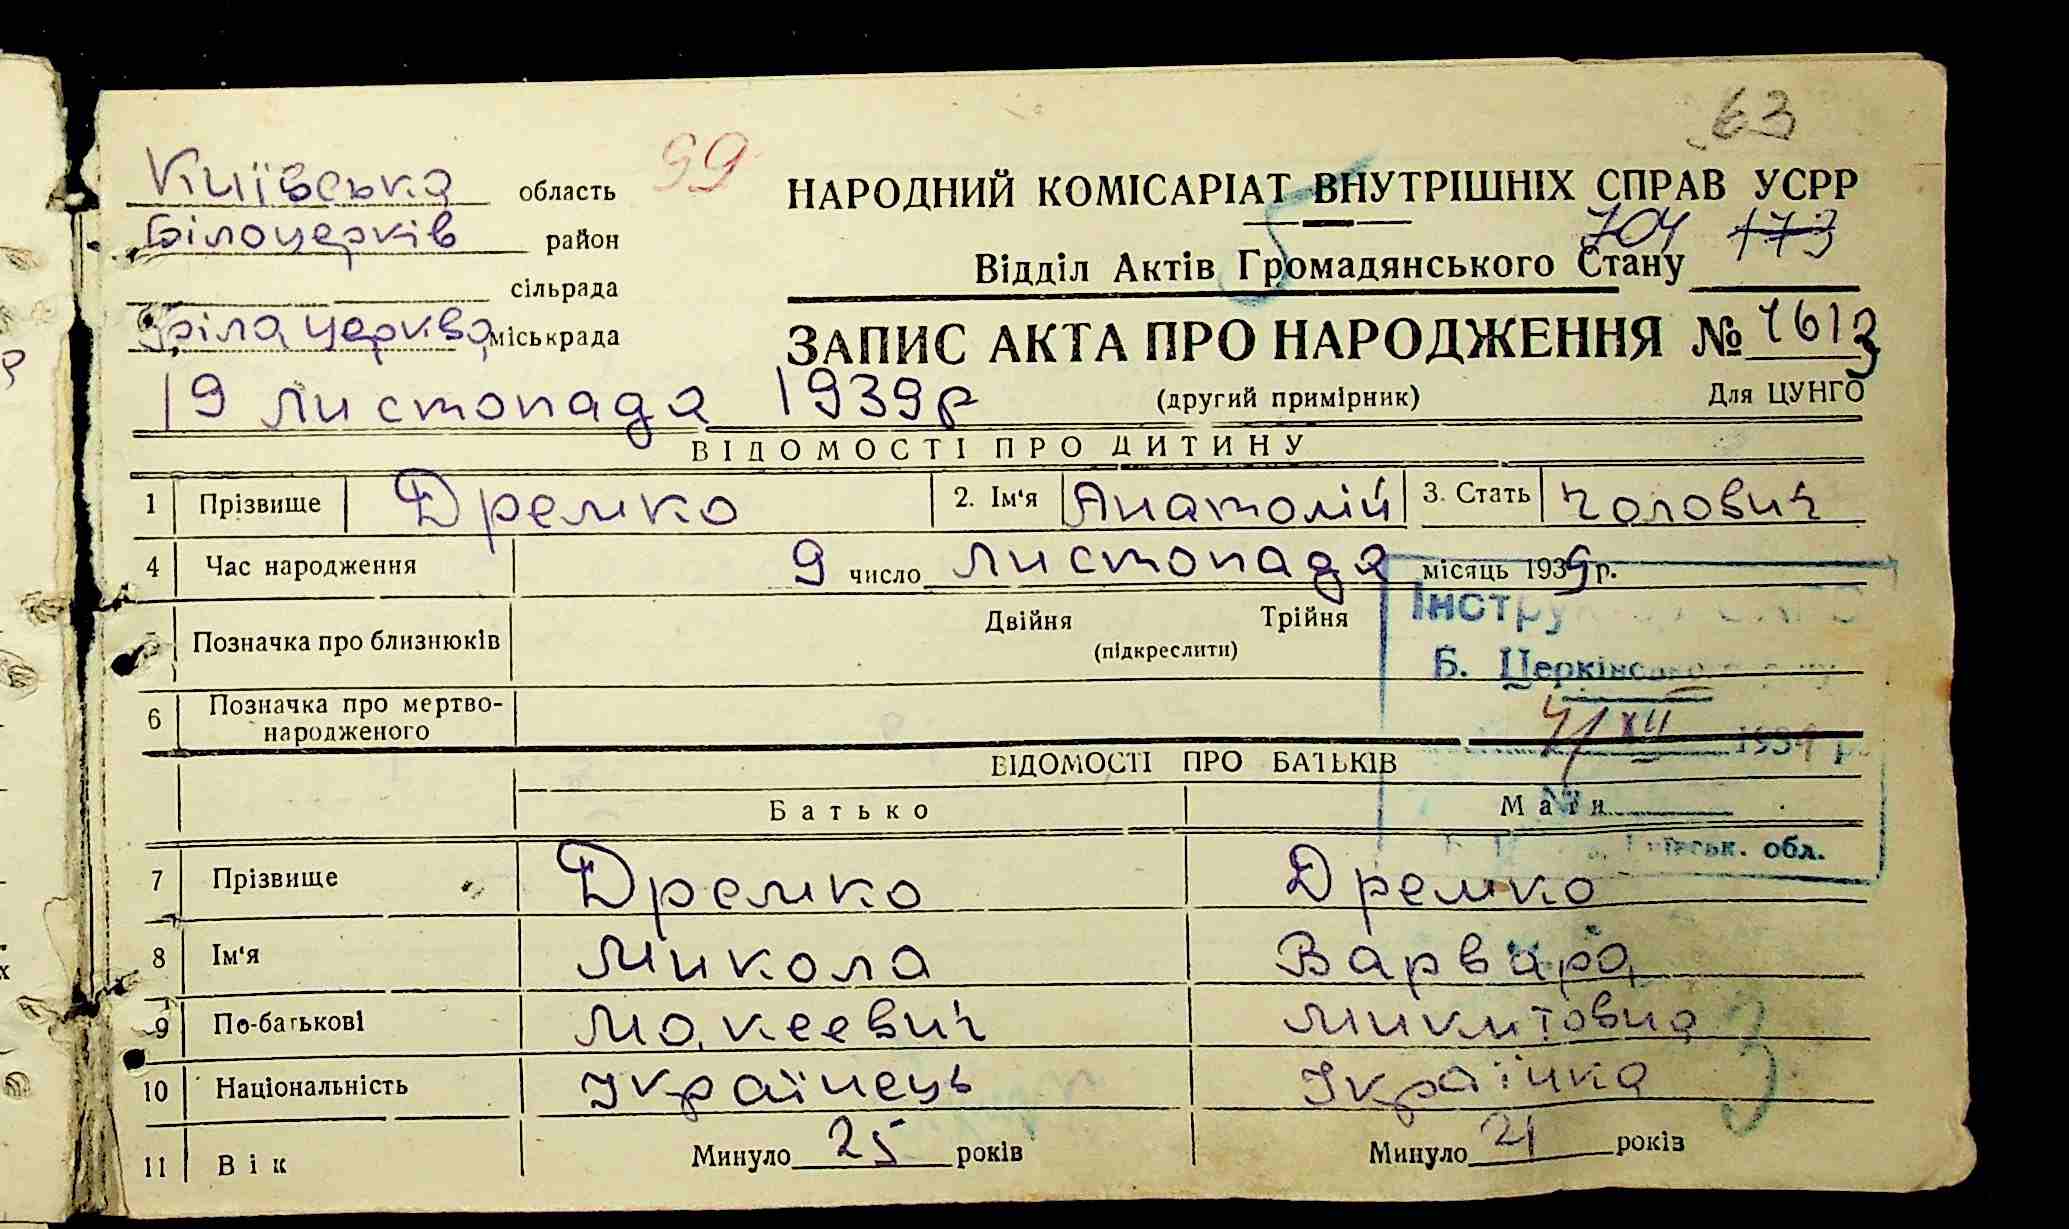 63
Київська область 99 НАРОДНИЙ КОМІСАРІАТ ВНУТРІШНІХ СПРАВ УСРР
Білоцерків район 704 173
сільрада Відділ Актів Громадянського Стану
Біла церква міськрада ЗАПИС АКТА ПРО НАРОДЖЕННЯ № 1613
19 листопада 1939р (другий примірник) Для ЦУНГО
ВІДОМОСТІ ПРО ДИТИНУ
1 Прізвище Дремко 2. Ім'я Анатолій 3. Стать Чолович
4 Час народження 9 число листопада місяць 1939 р.
Позначка про близнюків Двійня Трійня
(підкреслити)
Б.
6 Позначка про мертво-
народженого
XII 1939 р.
ВІДОМОСТІ ПРО БАТЬКІВ
Батько Мати
обл.
7 Прізвище Дремко Дремко
8 Ім'я Микола Варвара
9 По-батькові Мокеевич Микитовна
10 Національність Українець Українка
11 Вік Минуло 25 років Минуло 21 років